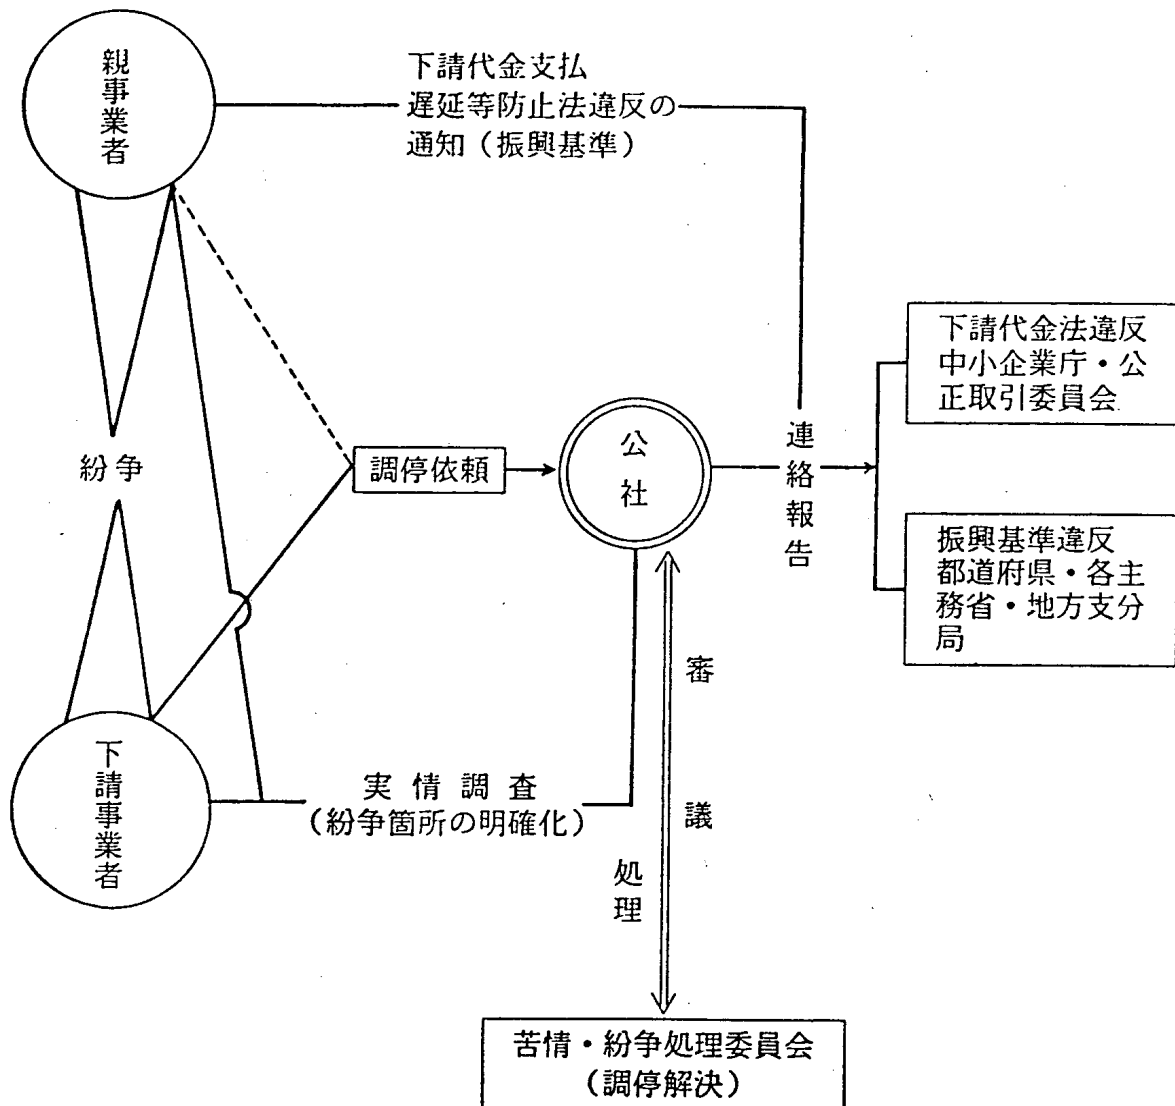 親事業者
下請代金支払
遅延等防止法違反の
通知（振興基準）
紛争
調停依頼
公社
連絡報告
下請代金法違反
中小企業庁・公
正取引委員会
振興基準違反
都道府県・各主
務省・地方支分
局
下請事業者
実情調査
（紛争箇所の明確化）
審議
処理
苦情・紛争処理委員会
（調停解決）